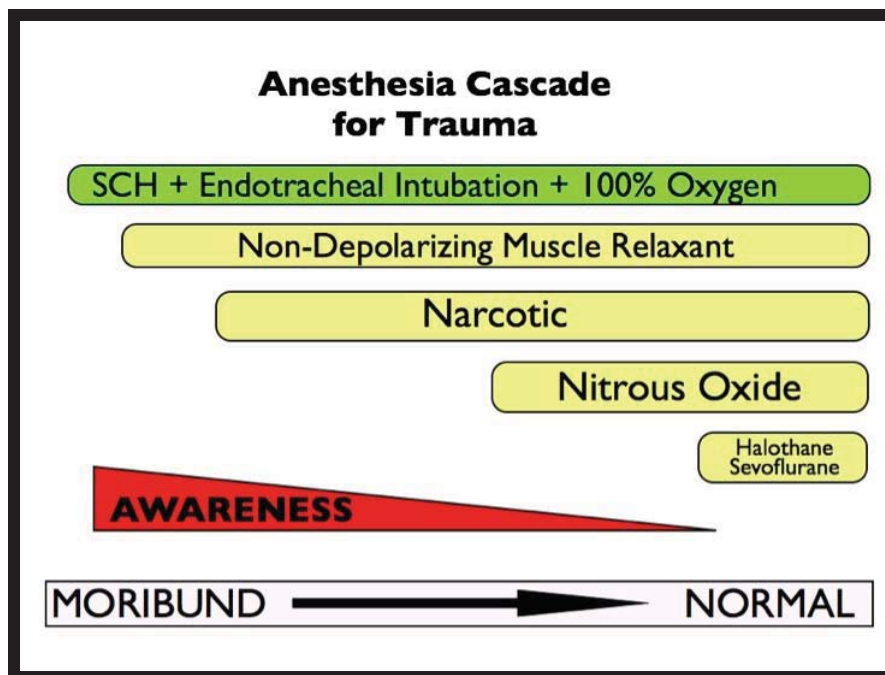 Anesthesia Cascade
for Trauma
SCH + Endotracheal Intubation + 100% Oxygen
Non-Depolarizing Muscle Relaxant
Narcotic
Nitrous Oxide
Halothane
Sevoflurane
AWARENESS
MORIBUND NORMAL